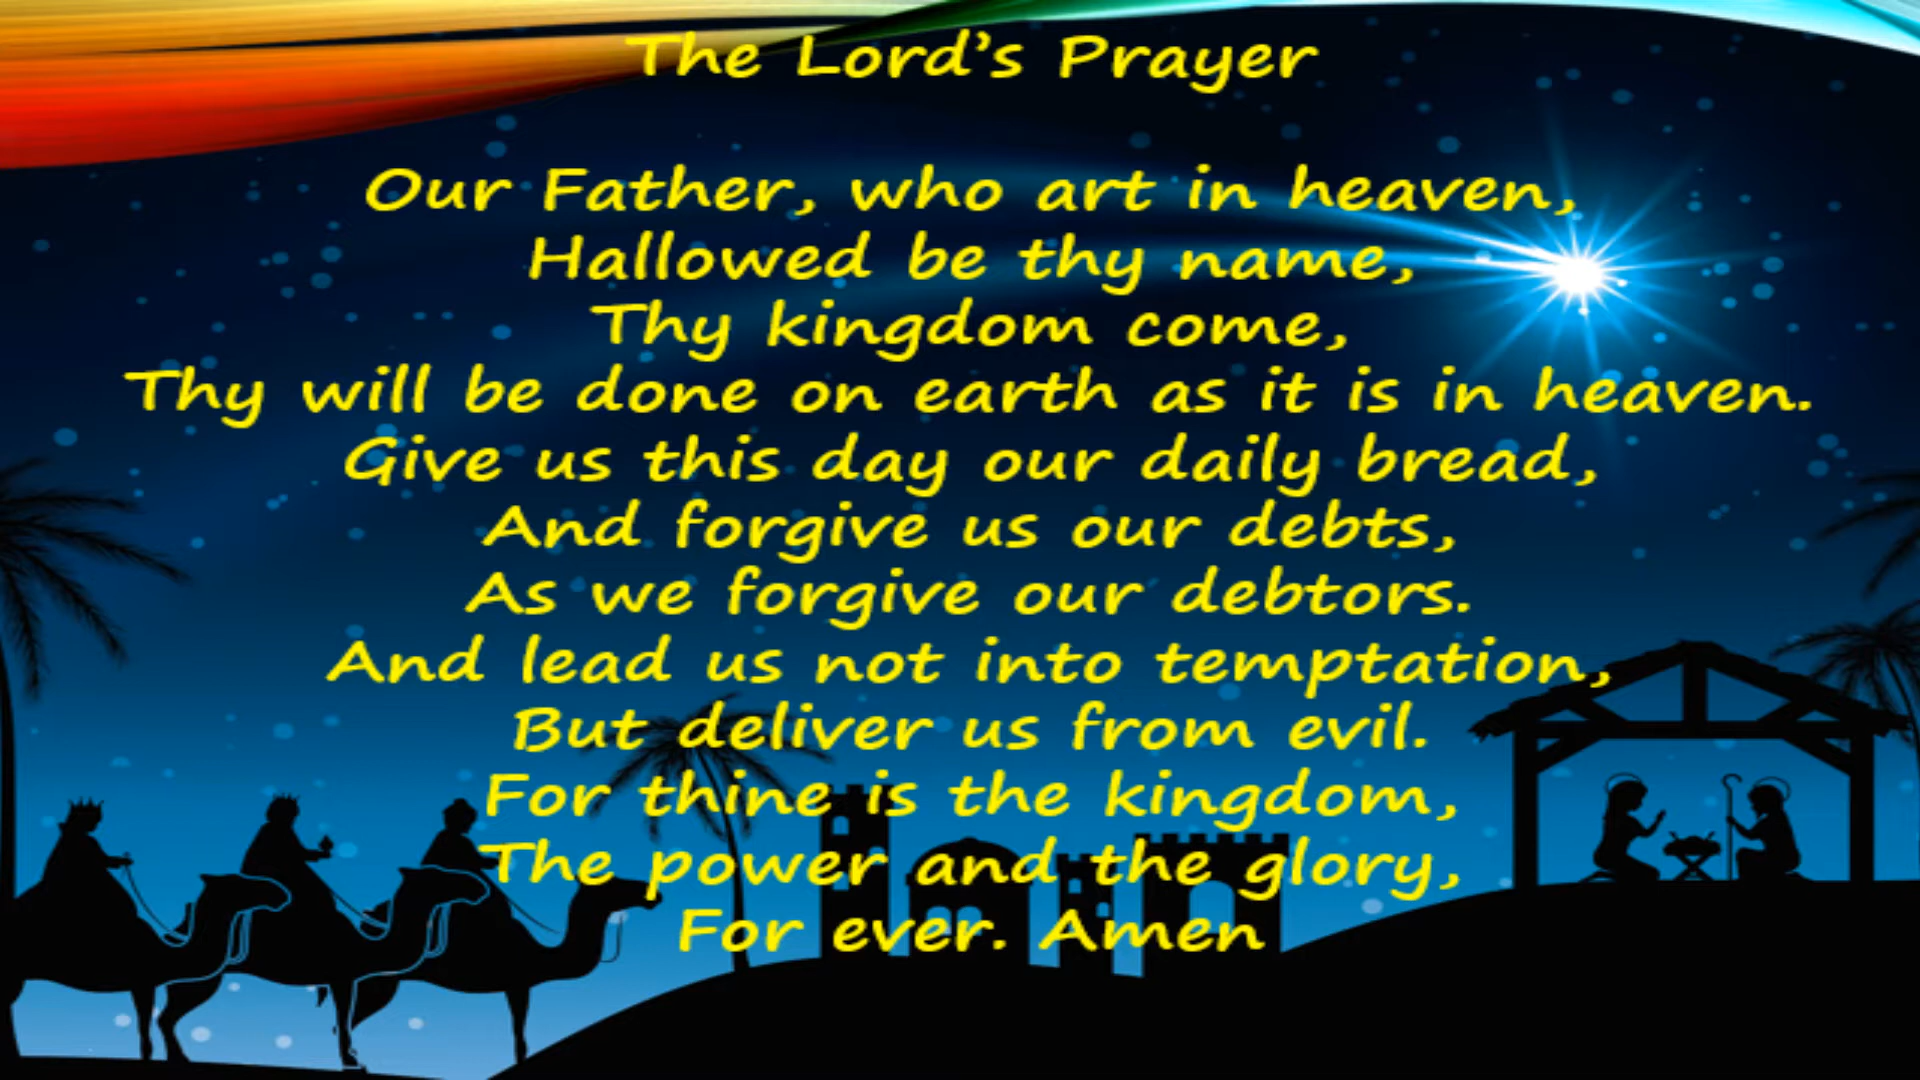 The Lord’s Prayer
Our Father, who art in heaven,
Hallowed be thy name,
Thy kingdom come,
Thy will be done on earth as it is in heaven.
Give us this day our daily bread,
And forgive us our debts,
As we forgive our debtors.
And lead us not into temptation,
But deliver us from evil.
For thine is the kingdom,
The power and the glory,
For ever. Amen